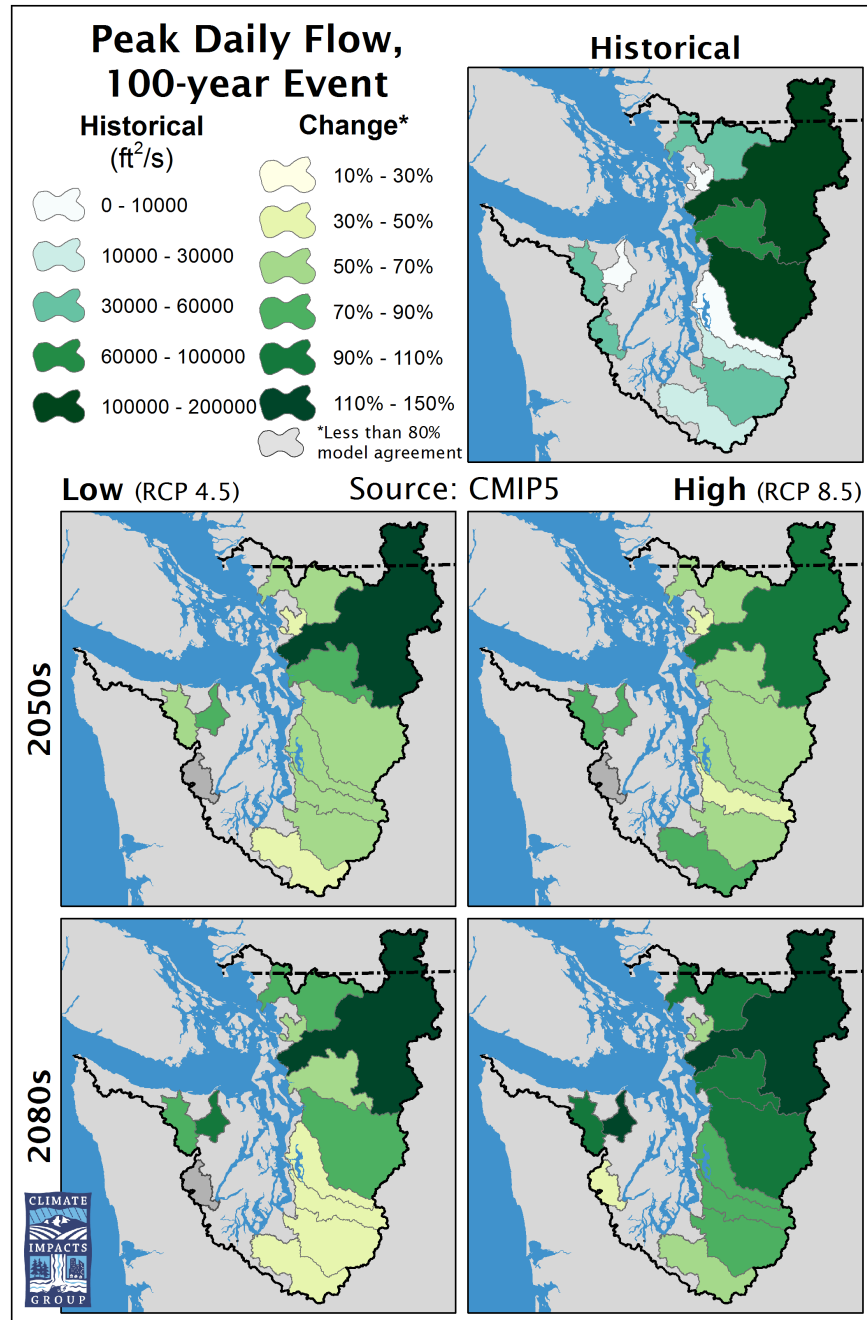 Peak Daily Flow,
100-year Event
Historical
(ft²/s)
0 - 10000
10000 - 30000
30000 - 60000
60000 - 100000
100000 - 200000
Change*
10% - 30%
30% - 50%
50% - 70%
70% - 90%
90% - 110%
110% - 150%
*Less than 80%
model agreement
Historical
Low (RCP 4.5)
Source: CMIP5
High (RCP 8.5)
2050s
2080s
CLIMATE
IMPACTS
GROUP